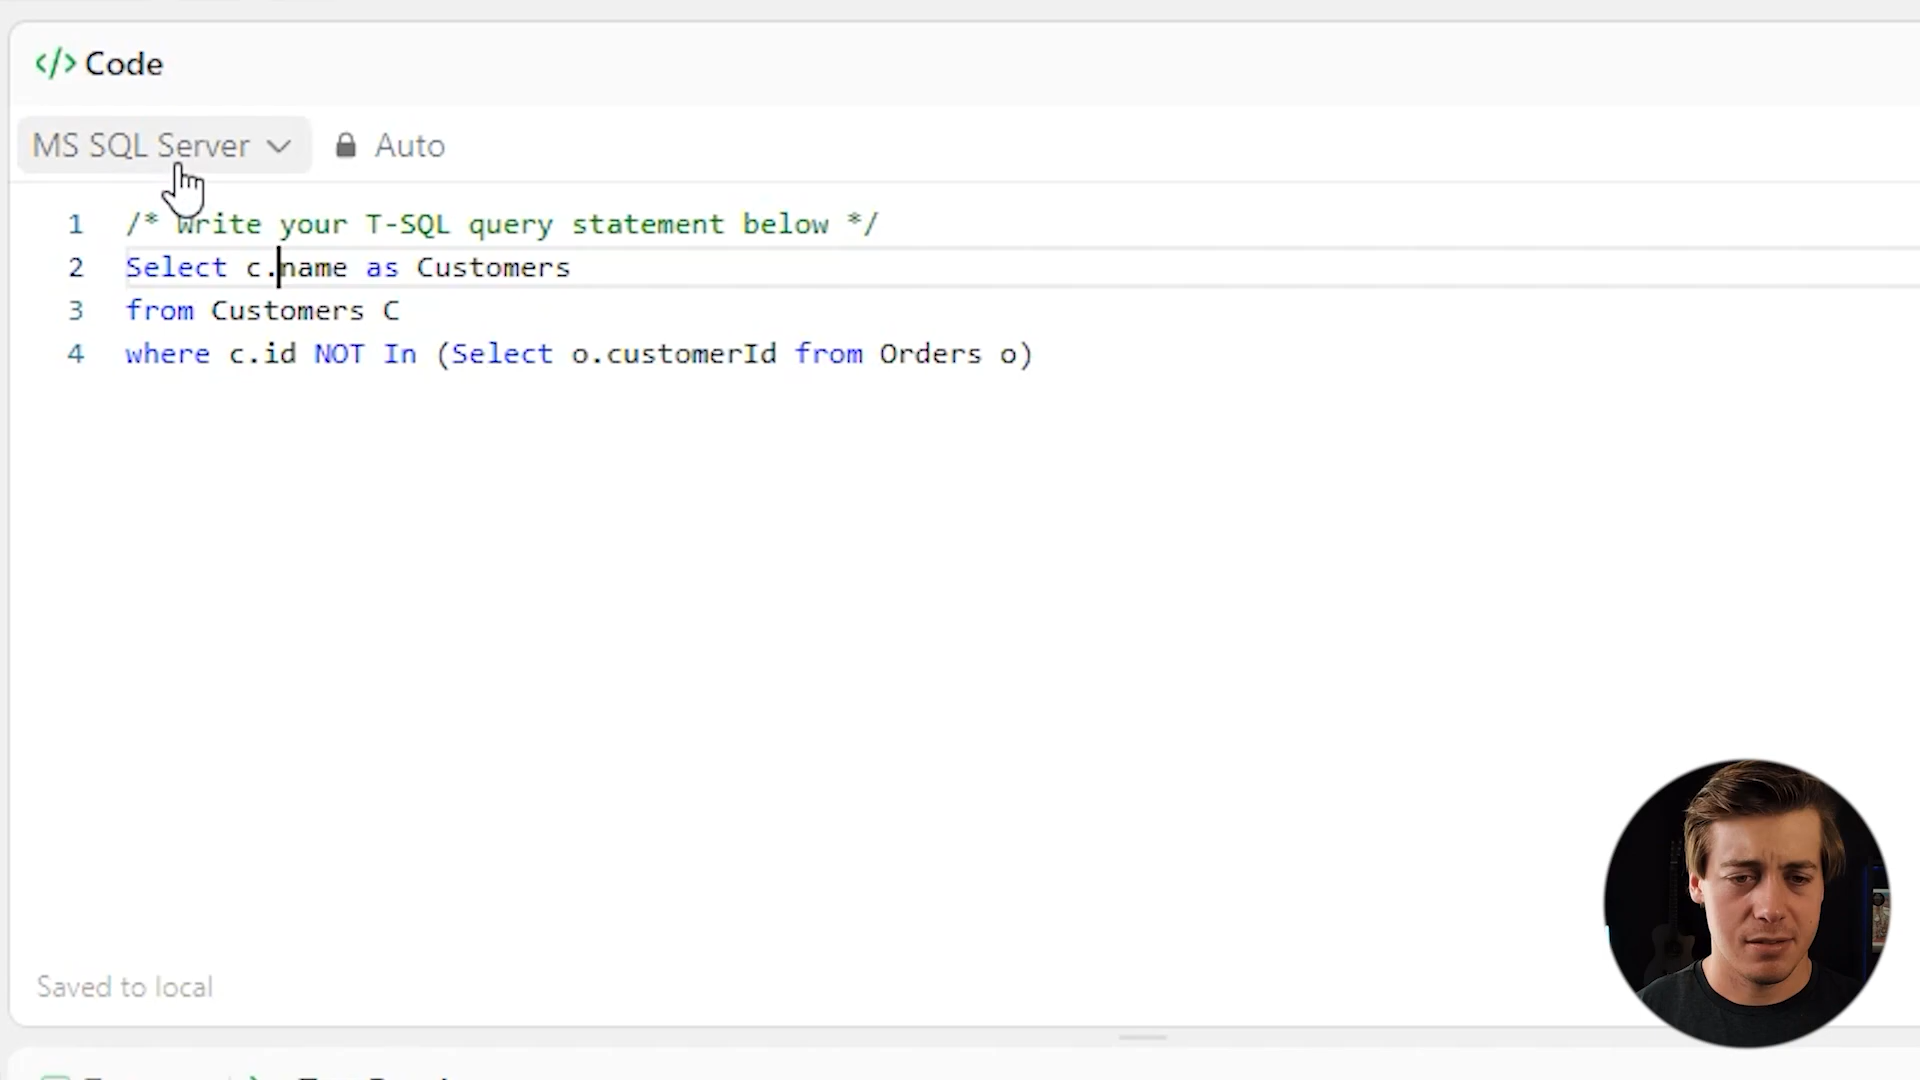 </> Code
MS SQL Server Auto
1 /* Write your T-SQL query statement below */
2 Select c.name as Customers
3 from Customers C
4 where c.id NOT In (Select o.customerId from Orders o)
Saved to local